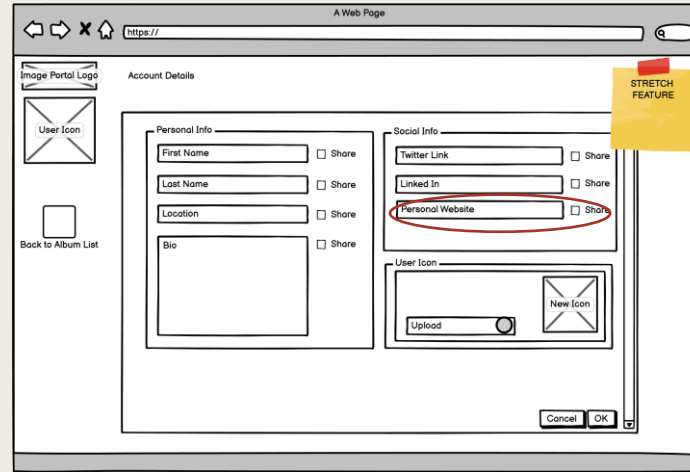 A Web Page
https://
Image Portal Logo
Account Details
STRETCH
FEATURE
User Icon
Back to Album List
Personal Info
First Name
Share
Last Name
Share
Location
Share
Bio
Share
Social Info
Twitter Link
Share
Linked In
Share
Personal Website
Share
User Icon
New Icon
Upload
Cancel
OK